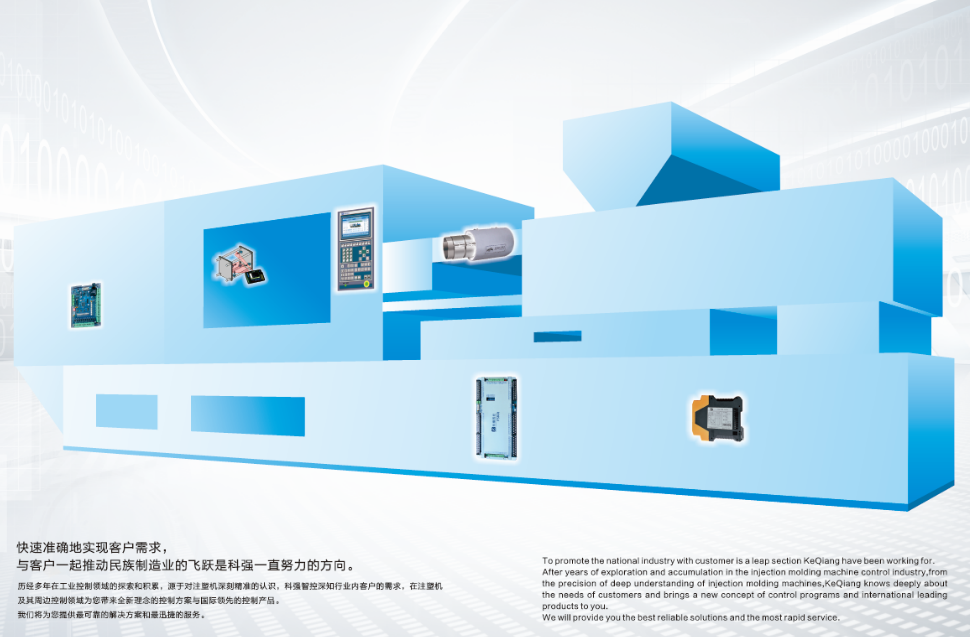 快速准确地实现客户需求，
与客户一起推动民族制造业的飞跃是科强一直努力的方向。
历经多年在工业控制领域的探索和积累，源于对注塑机深刻精准的认识，科强智控深知行业内客户的需求，在注塑机
及其周边控制领域为您带来全新理念的控制方案与国际领先的控制产品。
我们将为您提供最可靠的解决方案和最迅捷的服务。
To promote the national industry with customer is a leap section KeQiang have been working for.
After years of exploration and accumulation in the injection molding machine control industry,from
the precision of deep understanding of injection molding machines,KeQiang knows deeply about
the needs of customers and brings a new concept of control programs and international leading
products to you.
We will provide you the best reliable solutions and the most rapid service.